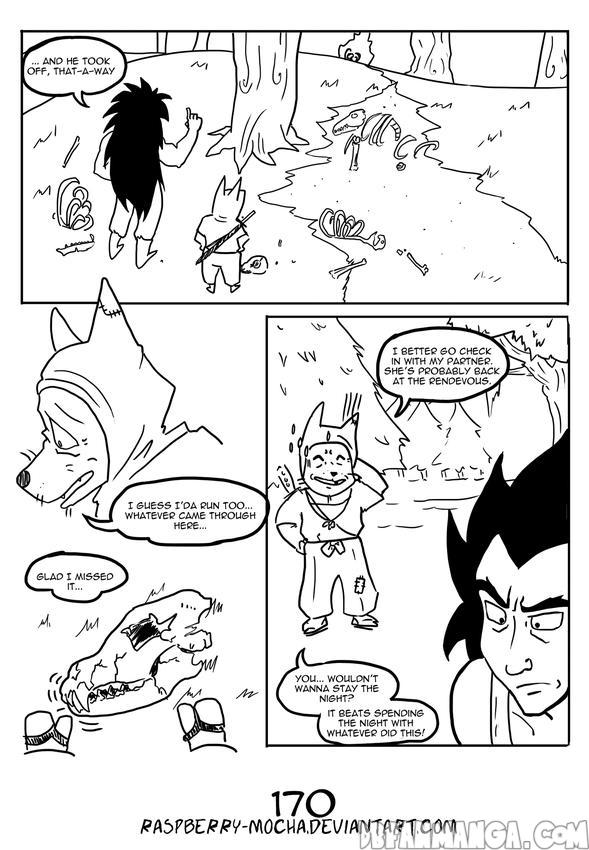 ... AND HE TOOK
OFF, THAT-A-WAY
I GUESS I'DA RUN TOO...
WHATEVER CAME THROUGH
HERE...
GLAD I MISSED
IT...
I BETTER GO CHECK
IN WITH MY PARTNER.
SHE'S PROBABLY BACK
AT THE RENDEVOUS.
YOU... WOULDN'T
WANNA STAY THE
NIGHT?
IT BEATS SPENDING
THE NIGHT WITH
WHATEVER DID THIS!
170
RASPBERRY-MOCHA.DEVIANTART.COM
DBFANMANGA.COM